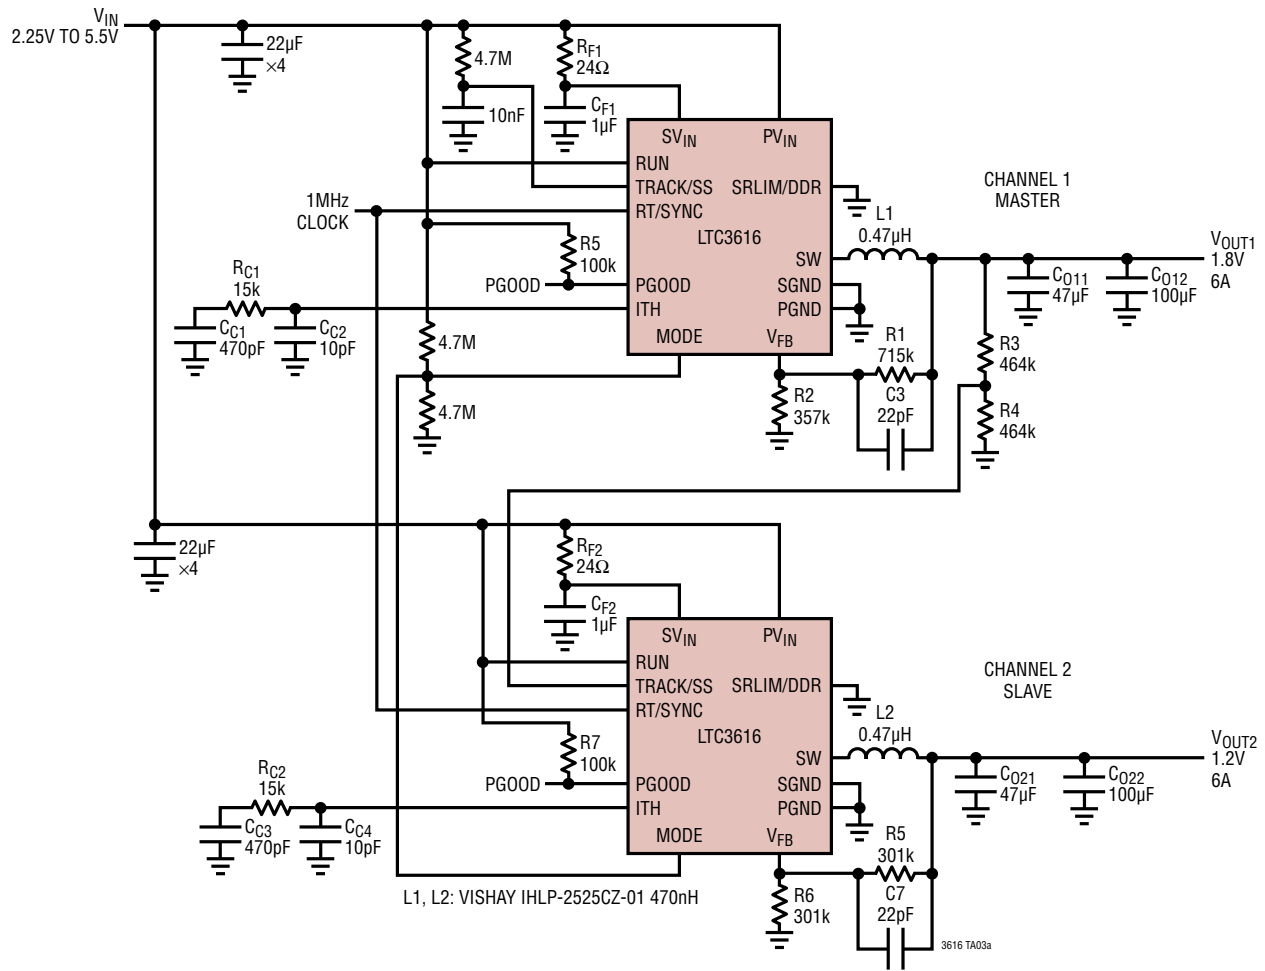 VIN
2.25V TO 5.5V
22µF
×4
4.7M
10nF
RF1
24Ω
CF1
1µF
SVIN
PVIN
RUN
TRACK/SS
SRLIM/DDR
RT/SYNC
LTC3616
SW
PGOOD
SGND
ITH
PGND
MODE
VFB
1MHz
CLOCK
R5
100k
PGOOD
RC1
15k
CC1
470pF
CC2
10pF
4.7M
4.7M
CHANNEL 1
MASTER
L1
0.47µH
VOUT1
1.8V
6A
CO11
47µF
CO12
100µF
R1
715k
C3
22pF
R2
357k
R3
464k
R4
464k
22µF
×4
RF2
24Ω
CF2
1µF
SVIN
PVIN
RUN
TRACK/SS
SRLIM/DDR
RT/SYNC
LTC3616
SW
PGOOD
SGND
ITH
PGND
MODE
VFB
R7
100k
PGOOD
RC2
15k
CC3
470pF
CC4
10pF
CHANNEL 2
SLAVE
L2
0.47µH
VOUT2
1.2V
6A
CO21
47µF
CO22
100µF
R5
301k
C7
22pF
R6
301k
L1, L2: VISHAY IHLP-2525CZ-01 470nH
3616 TA03a